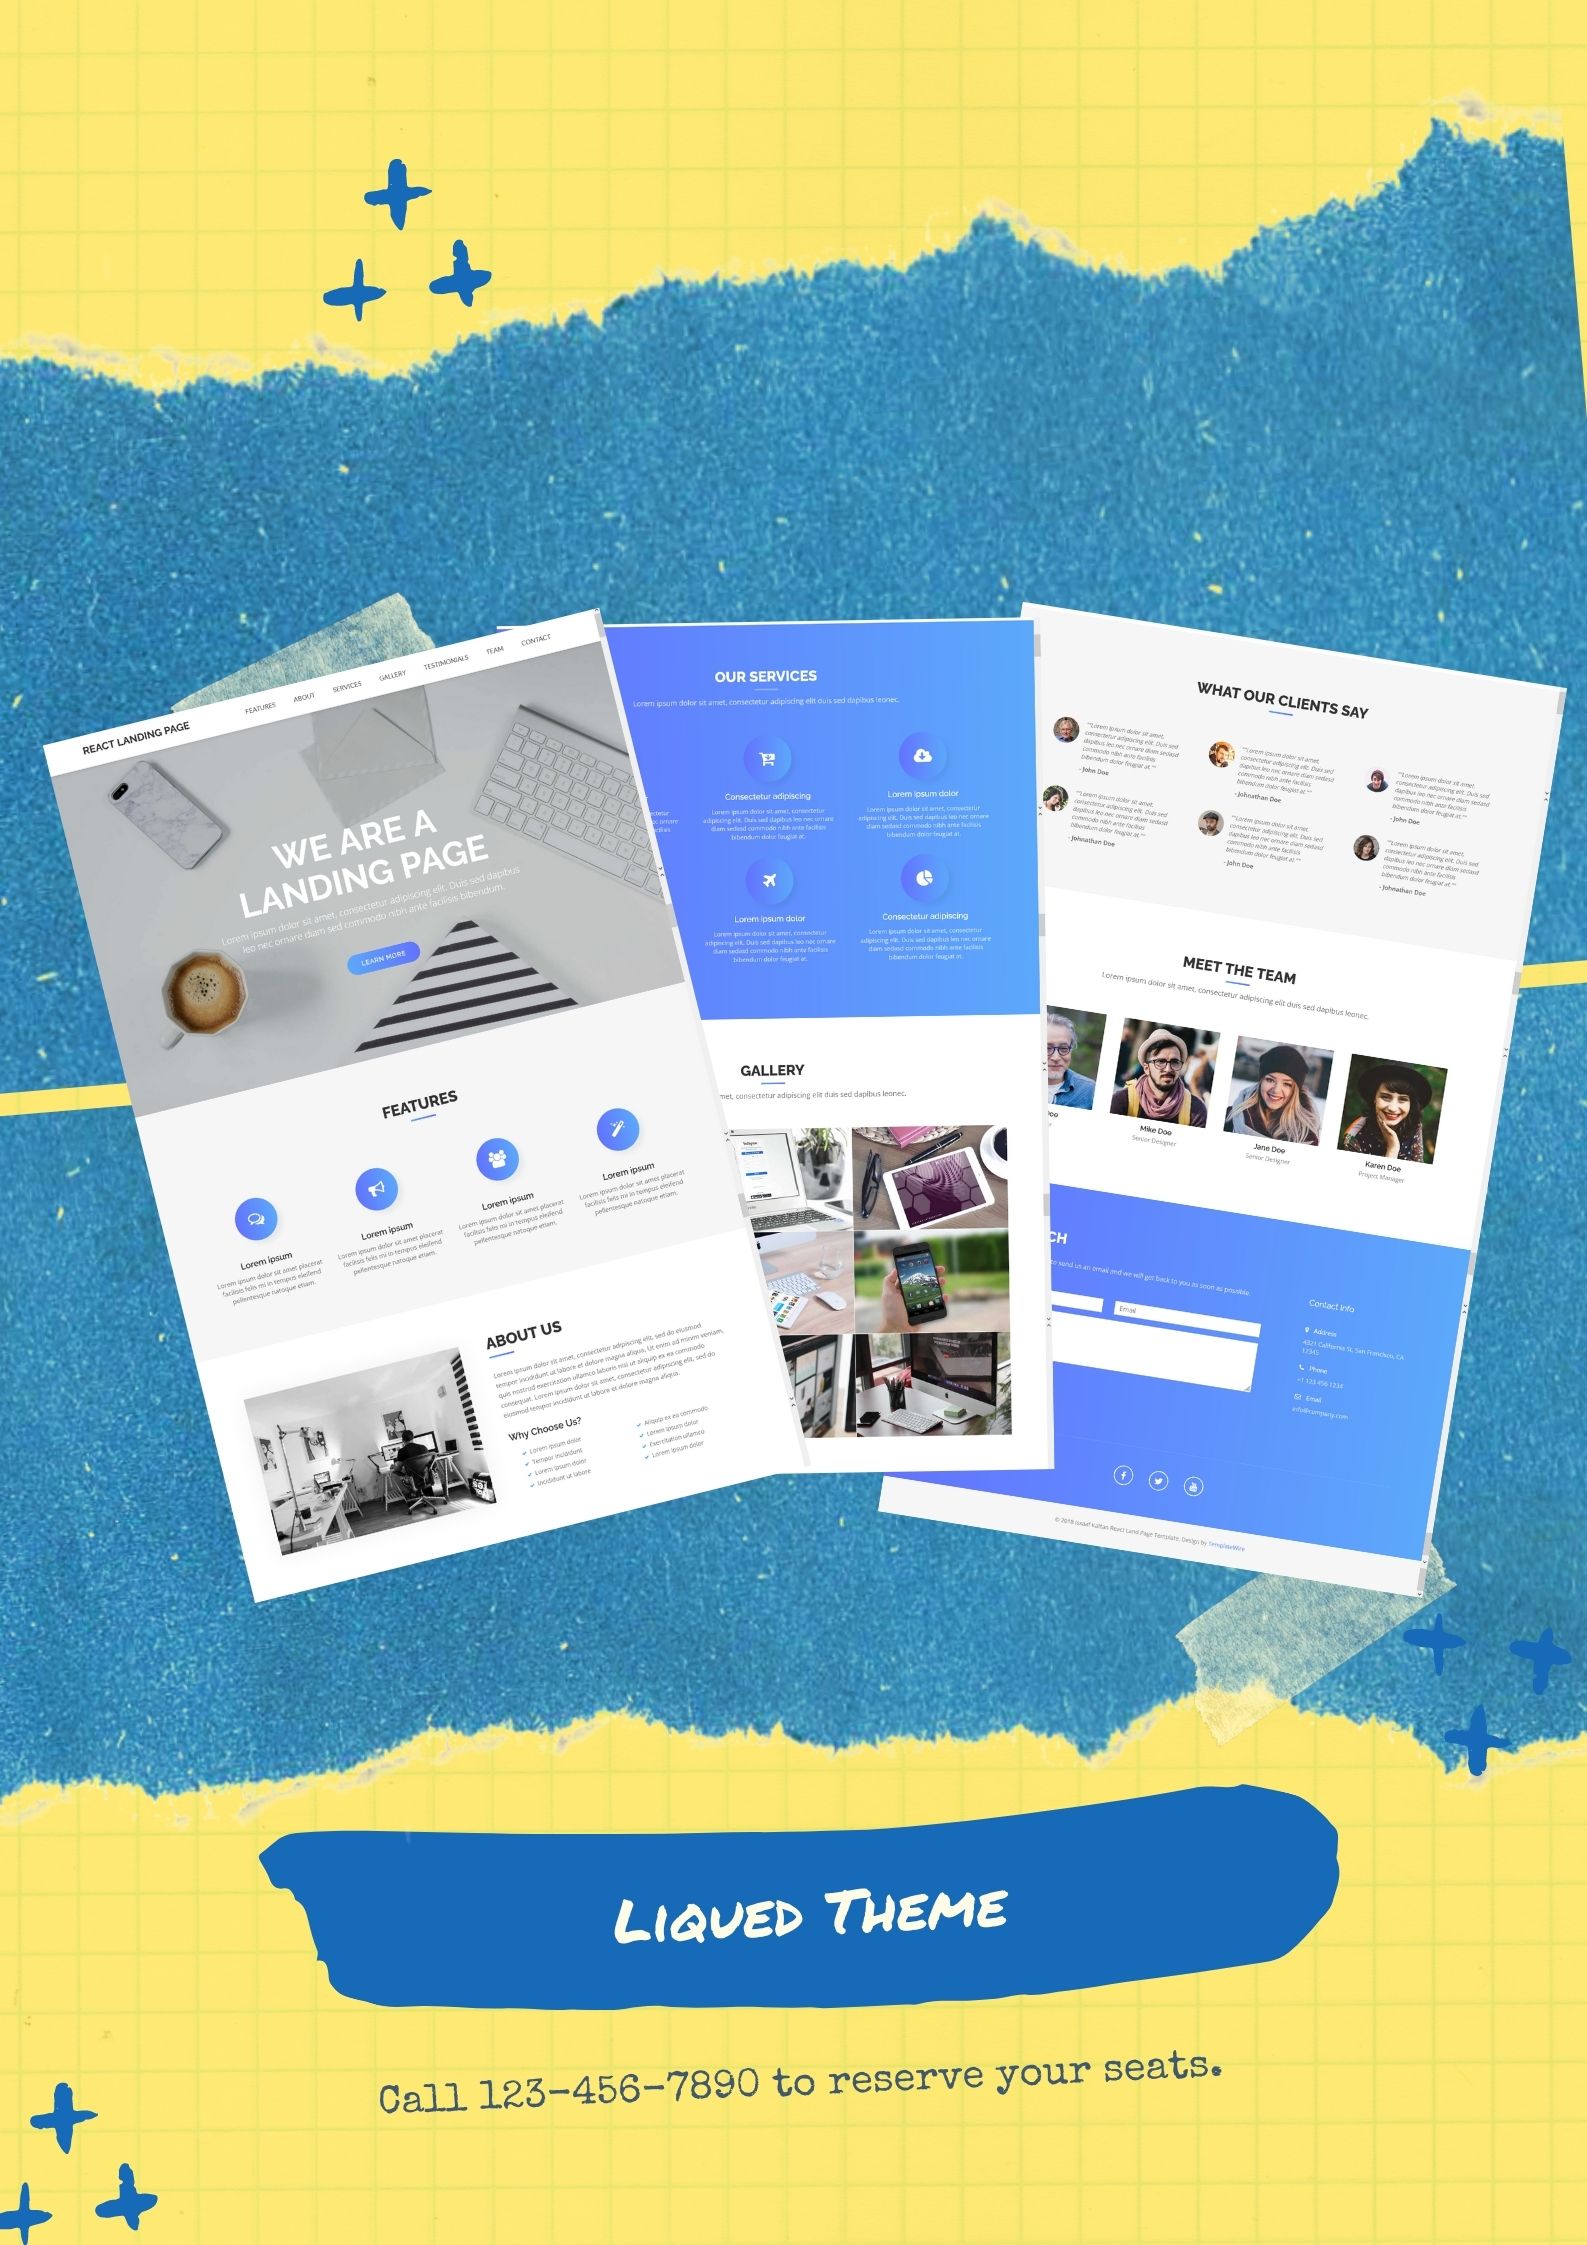 REACT LANDING PAGE
FEATURES ABOUT SERVICES GALLERY TESTIMONIALS TEAM CONTACT
WE ARE A
LANDING PAGE
Lorem ipsum dolor sit amet, consectetur adipiscing elit. Duis sed dapibus
leo nec ornare diam sed commodo nibh ante facilisis bibendum.
LEARN MORE
FEATURES
Lorem ipsum
Lorem ipsum dolor sit amet placerat
facilisis felis mi in tempus eleifend
pellentesque natoque etiam.
Lorem ipsum
Lorem ipsum dolor sit amet placerat
facilisis felis mi in tempus eleifend
pellentesque natoque etiam.
Lorem ipsum
Lorem ipsum dolor sit amet placerat
facilisis felis mi in tempus eleifend
pellentesque natoque etiam.
Lorem ipsum
Lorem ipsum dolor sit amet placerat
facilisis felis mi in tempus eleifend
pellentesque natoque etiam.
ABOUT US
Lorem ipsum dolor sit amet, consectetur adipiscing elit, sed do eiusmod
tempor incididunt ut labore et dolore magna aliqua. Ut enim ad minim veniam,
quis nostrud exercitation ullamco laboris nisi ut aliquip ex ea commodo
consequat. Lorem ipsum dolor sit amet, consectetur adipiscing elit, sed do
eiusmod tempor incididunt ut labore et dolore magna aliqua.
Why Choose Us?
Lorem ipsum dolor
Tempor incididunt
Lorem ipsum dolor
Incididunt ut labore
Aliquip ex ea commodo
Lorem ipsum dolor
Exercitation ullamco
Lorem ipsum dolor
OUR SERVICES
Lorem ipsum dolor sit amet, consectetur adipiscing elit duis sed dapibus leonec.
Consectetur adipiscing
Lorem ipsum dolor sit amet, consectetur
adipiscing elit. Duis sed dapibus leo nec ornare
diam sedasd commodo nibh ante facilisis
bibendum dolor feugiat at.
Lorem ipsum dolor
Lorem ipsum dolor sit amet, consectetur
adipiscing elit. Duis sed dapibus leo nec ornare
diam sedasd commodo nibh ante facilisis
bibendum dolor feugiat at.
Lorem ipsum dolor
Lorem ipsum dolor sit amet, consectetur
adipiscing elit. Duis sed dapibus leo nec ornare
diam sedasd commodo nibh ante facilisis
bibendum dolor feugiat at.
Consectetur adipiscing
Lorem ipsum dolor sit amet, consectetur
adipiscing elit. Duis sed dapibus leo nec ornare
diam sedasd commodo nibh ante facilisis
bibendum dolor feugiat at.
GALLERY
met, consectetur adipiscing elit duis sed dapibus leonec.
WHAT OUR CLIENTS SAY
""Lorem ipsum dolor sit amet,
consectetur adipiscing elit. Duis sed
dapibus leo nec ornare diam sedasd
commodo nibh ante facilisis
bibendum dolor feugiat at.""
- John Doe
""Lorem ipsum dolor sit amet,
consectetur adipiscing elit. Duis sed
dapibus leo nec ornare diam sedasd
commodo nibh ante facilisis
bibendum dolor feugiat at.""
- Johnathan Doe
""Lorem ipsum dolor sit amet,
consectetur adipiscing elit. Duis sed
dapibus leo nec ornare diam sedasd
commodo nibh ante facilisis
bibendum dolor feugiat at.""
- John Doe
""Lorem ipsum dolor sit amet,
consectetur adipiscing elit. Duis sed
dapibus leo nec ornare diam sedasd
commodo nibh ante facilisis
bibendum dolor feugiat at.""
- Johnathan Doe
""Lorem ipsum dolor sit amet,
consectetur adipiscing elit. Duis sed
dapibus leo nec ornare diam sedasd
commodo nibh ante facilisis
bibendum dolor feugiat at.""
- John Doe
""Lorem ipsum dolor sit amet,
consectetur adipiscing elit. Duis sed
dapibus leo nec ornare diam sedasd
commodo nibh ante facilisis
bibendum dolor feugiat at.""
- Johnathan Doe
MEET THE TEAM
Lorem ipsum dolor sit amet, consectetur adipiscing elit duis sed dapibus leonec.
Mike Doe
Senior Designer
Jane Doe
Senior Designer
Karen Doe
Project Manager
CH
to send us an email and we will get back to you as soon as possible.
Email
Contact Info
Address
4321 California St, San Francisco, CA
12345
Phone
+1 123 456 1234
Email
info@company.com
© 2018 Issaaf Kattan React Land Page Template. Design by TemplateWire
Liqued Theme
Call 123-456-7890 to reserve your seats.